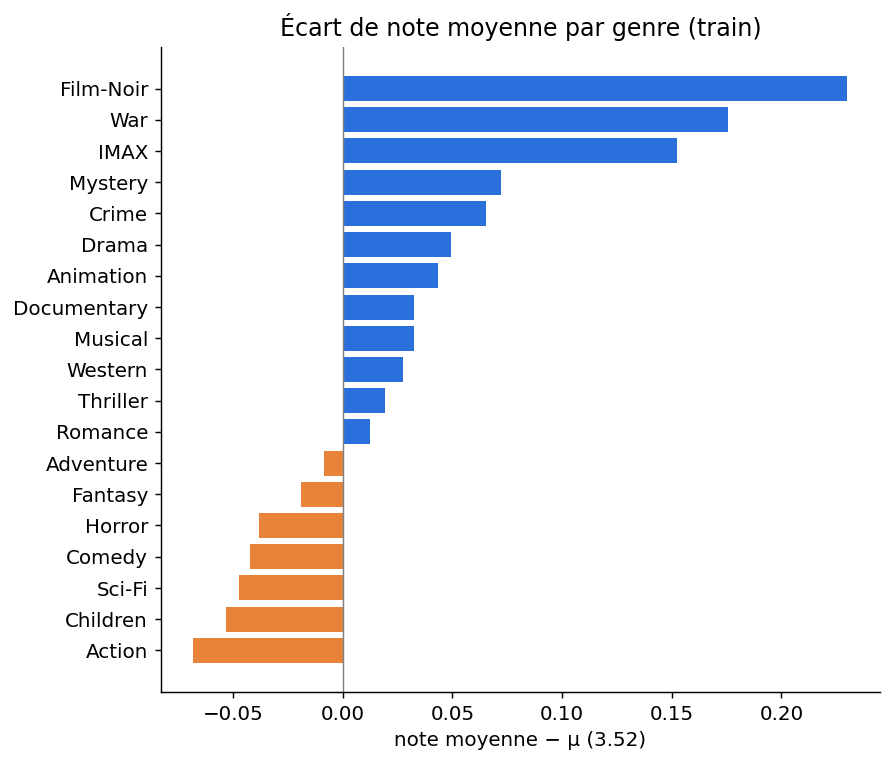 Écart de note moyenne par genre (train)
Film-Noir
War
IMAX
Mystery
Crime
Drama
Animation
Documentary
Musical
Western
Thriller
Romance
Adventure
Fantasy
Horror
Comedy
Sci-Fi
Children
Action
−0.05 0.00 0.05 0.10 0.15 0.20
note moyenne − μ (3.52)